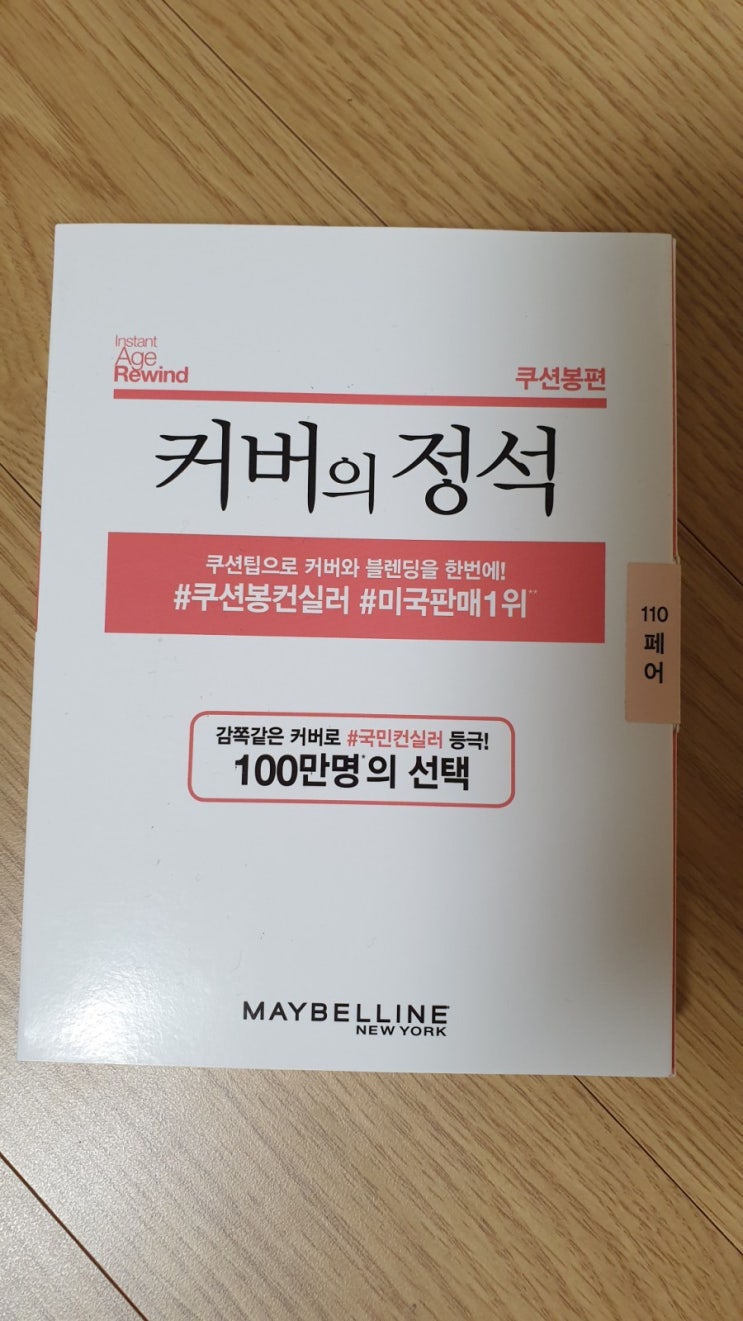 Instant
Age
Rewind
쿠션봉편
커버의 정석
쿠션팁으로 커버와 블렌딩을 한번에!
#쿠션봉컨실러 #미국판매1위**
110
페
어
감쪽같은 커버로 #국민컨실러 등극!
100만명*의 선택
MAYBELLINE
NEW YORK